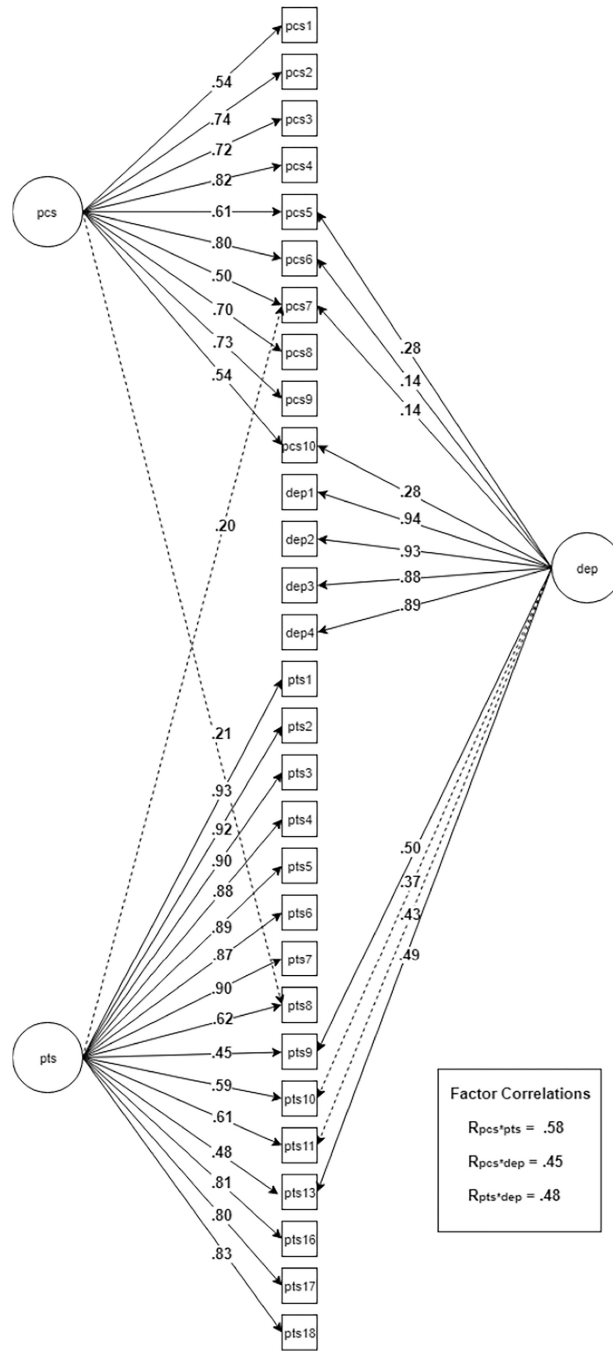 pcs1
pcs2
.54
pcs3
.74
.72
pcs4
.82
pcs
.61
pcs5
.80
pcs6
.50
pcs7
.70
pcs8
.28
.73
.14
.54
pcs9
.14
pcs10
dep1
.28
.94
.20
dep2
.93
dep
dep3
.88
dep4
.89
pts1
.21
pts2
pts3
.93
pts4
.92
.90
.50
pts5
.88
.37
pts6
.89
.43
.87
pts7
.49
.90
pts8
.62
pts
.45
pts9
.59
pts10
Factor Correlations
.61
pts11
Rpcs*pts = .58
.48
pts13
Rpcs*dep = .45
.81
Rpts*dep = .48
.80
pts16
.83
pts17
pts18